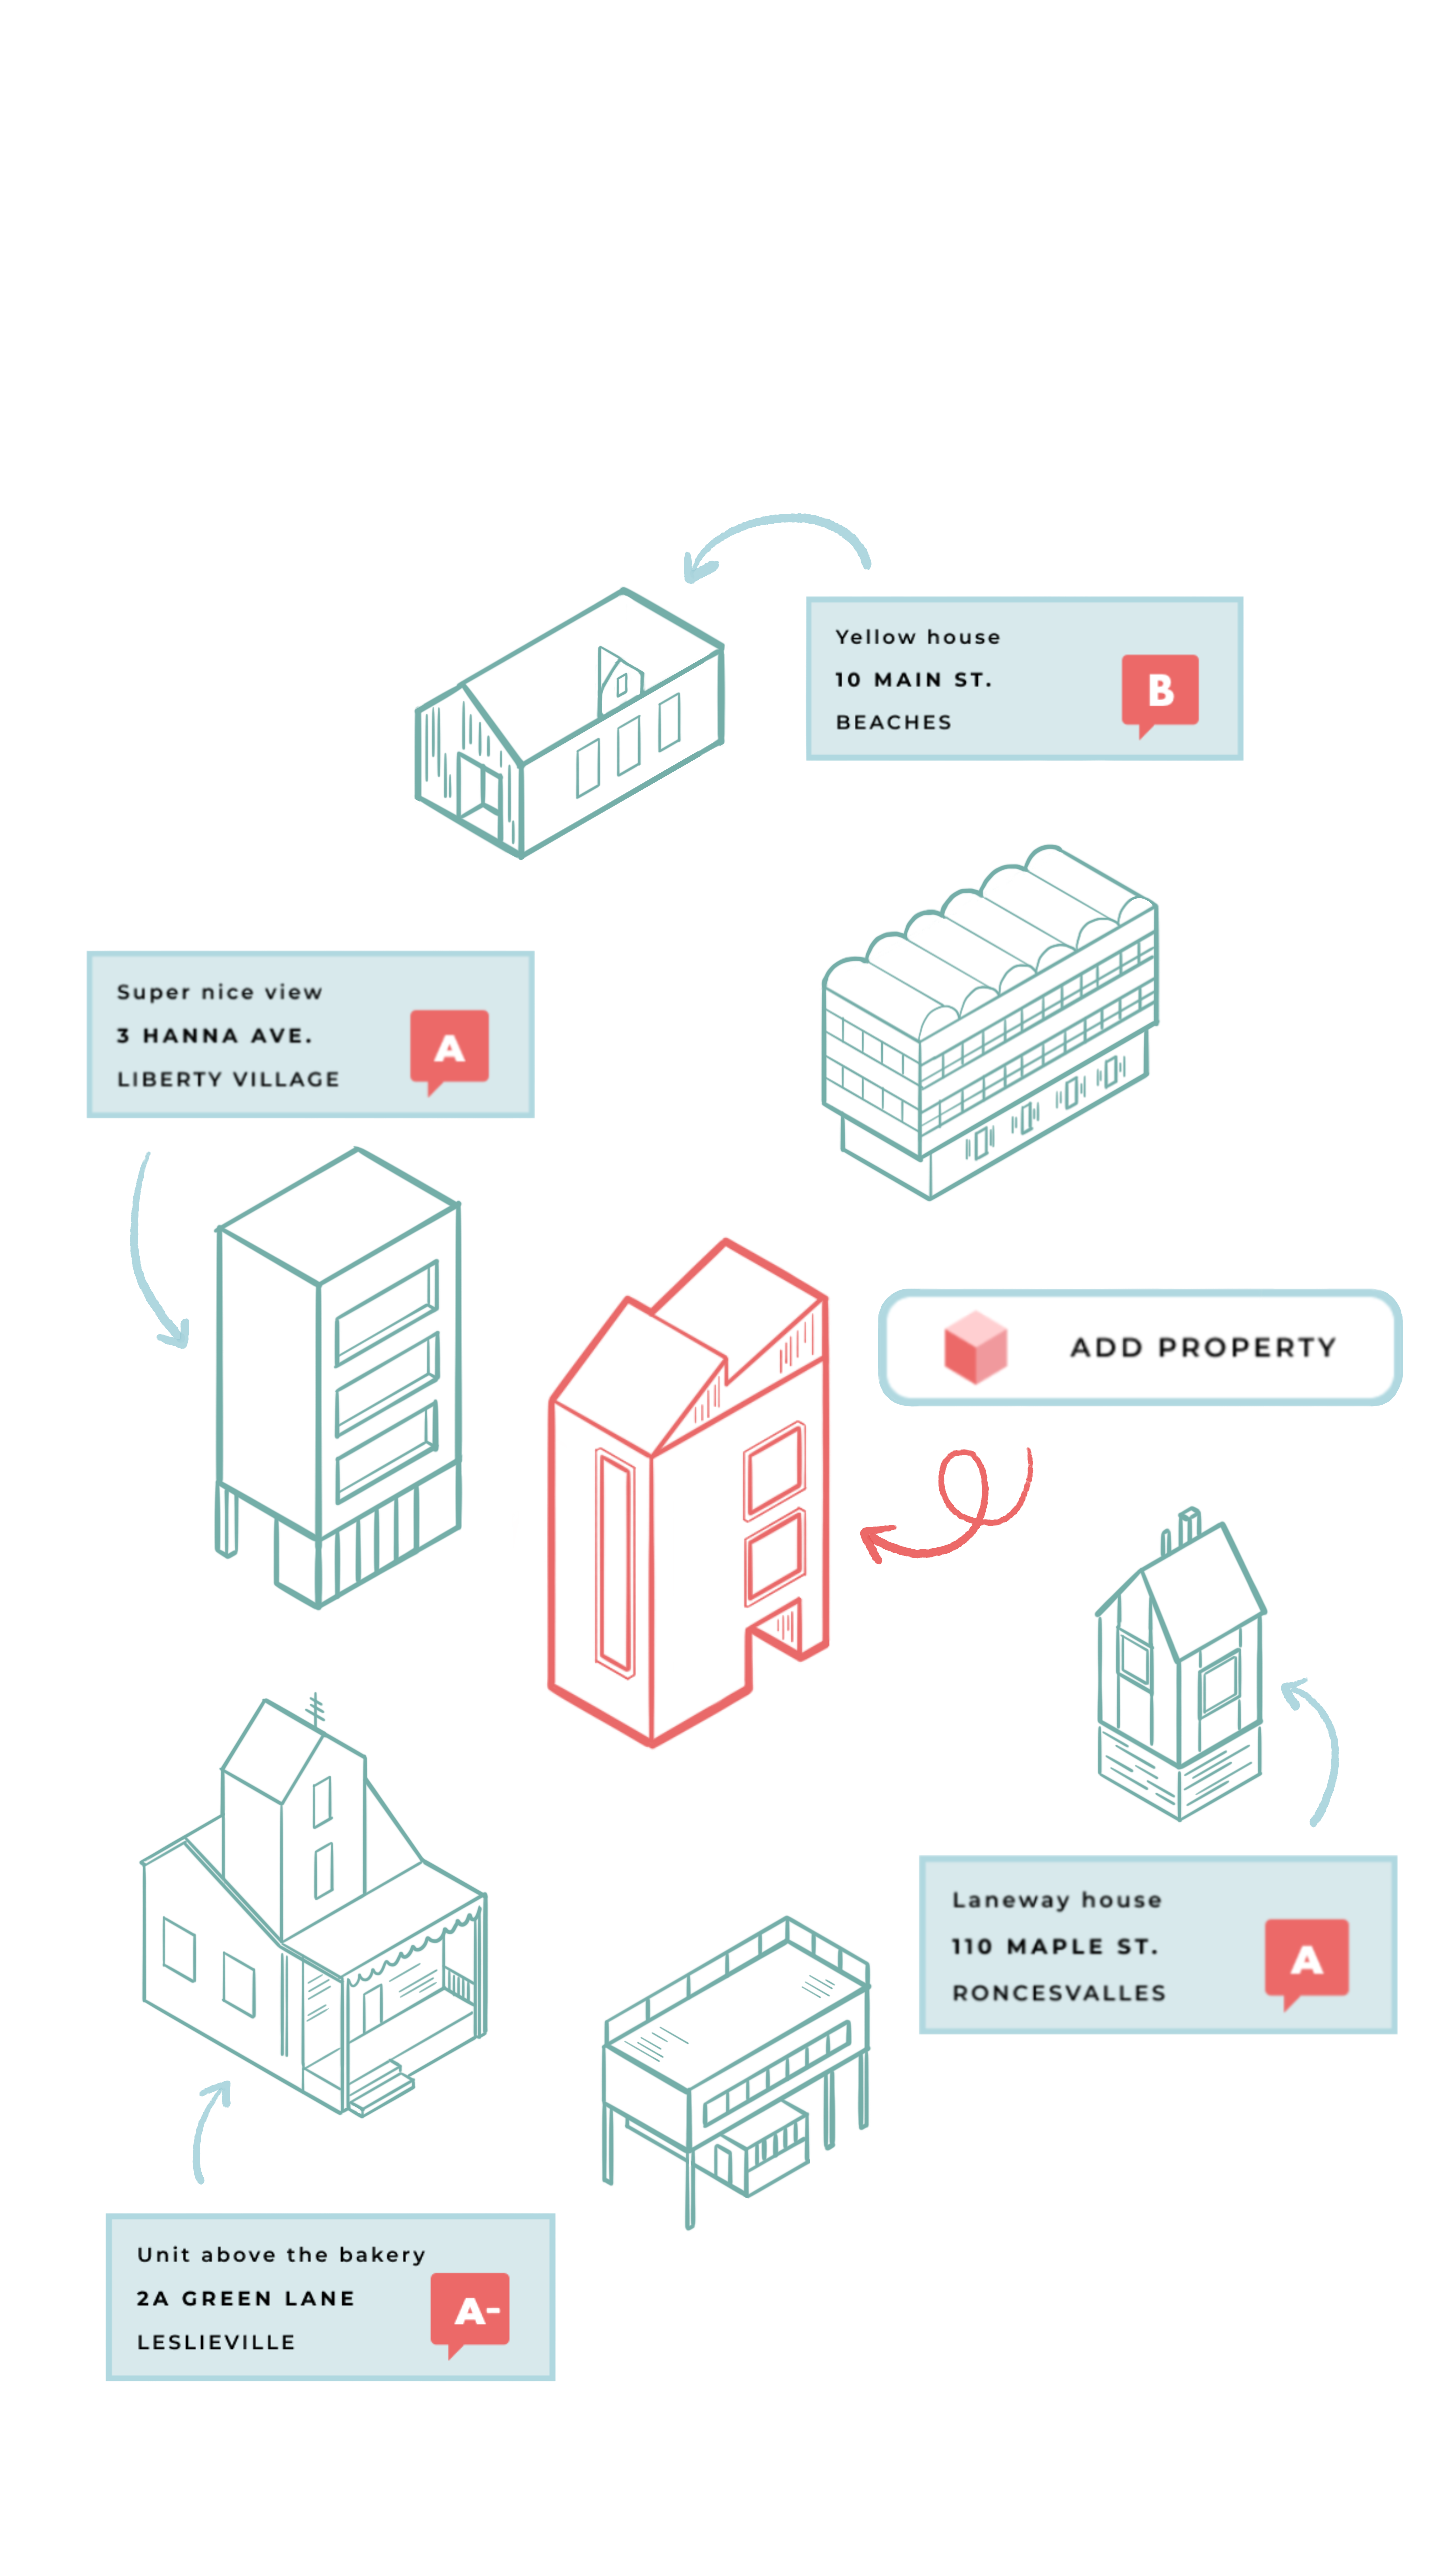 Yellow house
10 MAIN ST.
BEACHES
B
Super nice view
3 HANNA AVE.
LIBERTY VILLAGE
A
ADD PROPERTY
Laneway house
110 MAPLE ST.
RONCESVALLES
A
Unit above the bakery
2A GREEN LANE
LESLIEVILLE
A-